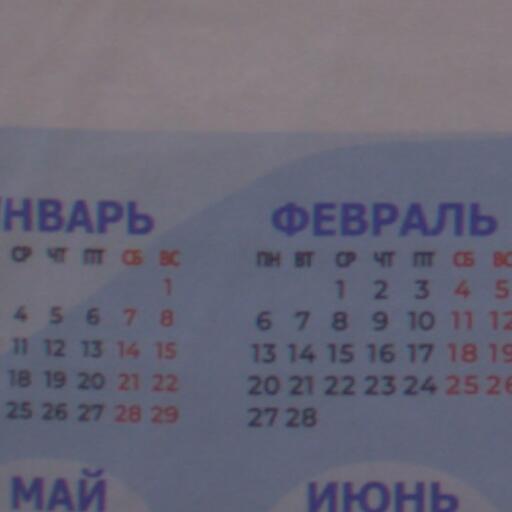 НВАРЬ ФЕВРАЛЬ
СР ЧТ ПТ СБ ВС ПН ВТ СР ЧТ ПТ СБ ВС
1 1 2 3 4 5
4 5 6 7 8 6 7 8 9 10 11 12
11 12 13 14 15 13 14 15 16 17 18 19
18 19 20 21 22 20 21 22 23 24 25 26
25 26 27 28 29 27 28
МАЙ ИЮНЬ